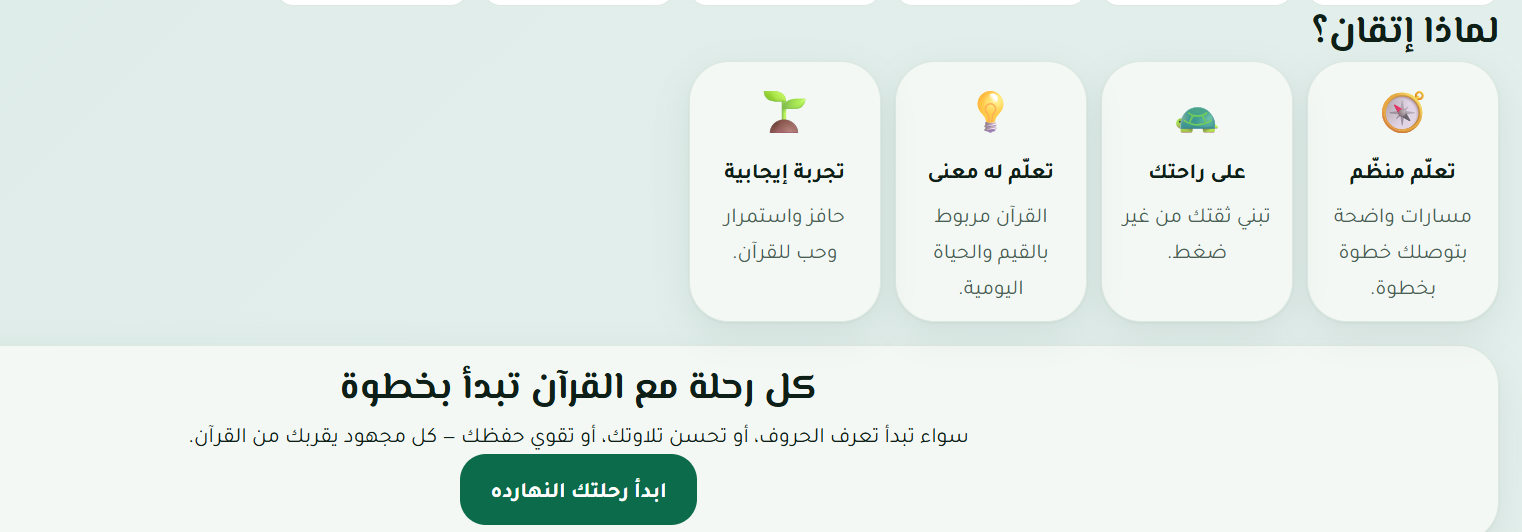 لماذا إتقان؟
تعلّم منظّم
مسارات واضحة
بتوصلك خطوة
بخطوة.
على راحتك
تبني ثقتك من غير
ضغط.
تعلّم له معنى
القرآن مربوط
بالقيم والحياة
اليومية.
تجربة إيجابية
حافز واستمرار
وحب للقرآن.
كل رحلة مع القرآن تبدأ بخطوة
سواء تبدأ تعرف الحروف، أو تحسن تلاوتك، أو تقوي حفظك – كل مجهود يقربك من القرآن.
ابدأ رحلتك النهارده